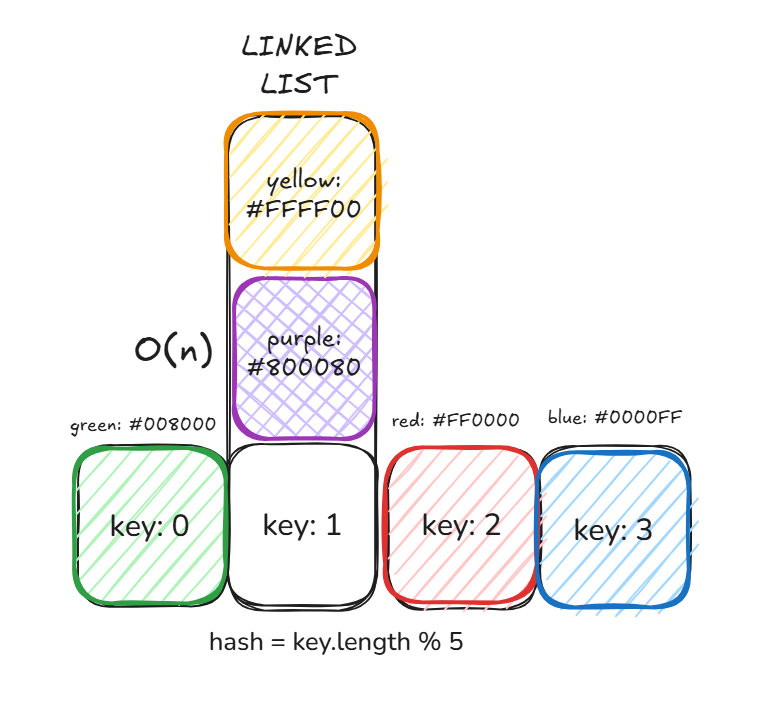 LINKED
LIST
yellow:
#FFFF00
purple:
#800080
O(n)
green: #008000
red: #FF0000
blue: #0000FF
key: 0
key: 1
key: 2
key: 3
hash = key.length % 5